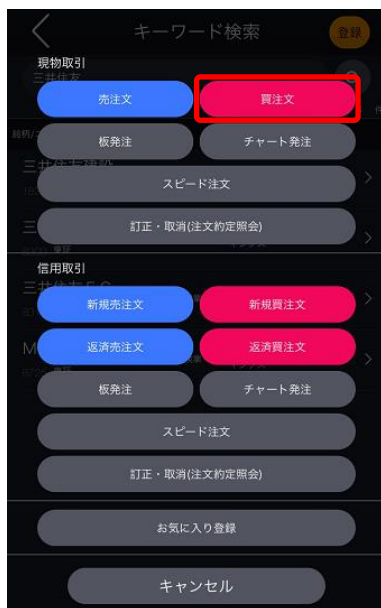 キーワード検索
登録
現物取引
三井住友
売注文
買注文
板発注
チャート発注
スピード注文
訂正・取消(注文約定照会)
信用取引
新規売注文
新規買注文
返済売注文
返済買注文
板発注
チャート発注
スピード注文
訂正・取消(注文約定照会)
お気に入り登録
キャンセル